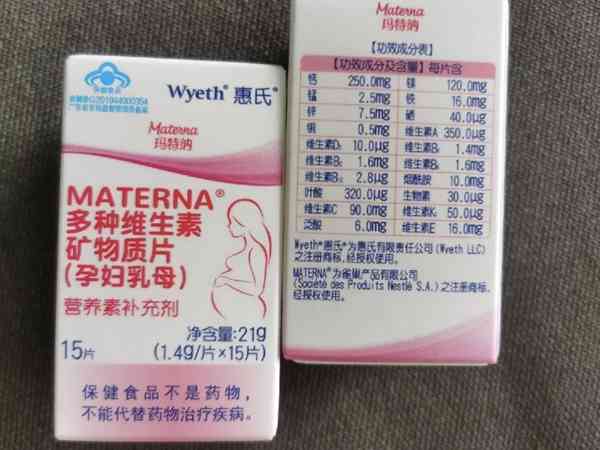 保健食品
Wyeth® 惠氏®
Materna
玛特纳
MATERNA®
多种维生素
矿物质片
(孕妇乳母)
营养素补充剂
净含量:21g
15片 (1.4g/片×15片)
保健食品不是药物,
不能代替药物治疗疾病。
Materna
玛特纳
【功效成分表】
【功效成分及含量】每片含
钙 250.0mg 镁 120.0mg
锰 2.5mg 铁 16.0mg
锌 7.5mg 硒 40.0μg
铜 0.5mg 维生素A 350.0μg
维生素D₃ 10.0μg 维生素B₁ 1.4mg
维生素B₂ 1.6mg 维生素B₆ 1.6mg
维生素B₁₂ 2.8μg 烟酰胺 10.0mg
叶酸 320.0μg 生物素 30.0μg
维生素C 90.0mg 维生素K₁ 50.0μg
泛酸 6.0mg 维生素E 16.0mg
Wyeth®惠氏®为惠氏有限责任公司(Wyeth LLC)
之注册商标,经授权使用。
MATERNA®为雀巢产品有限公司
(Société des Produits Nestlé S.A.)之注册商标,
经授权使用。